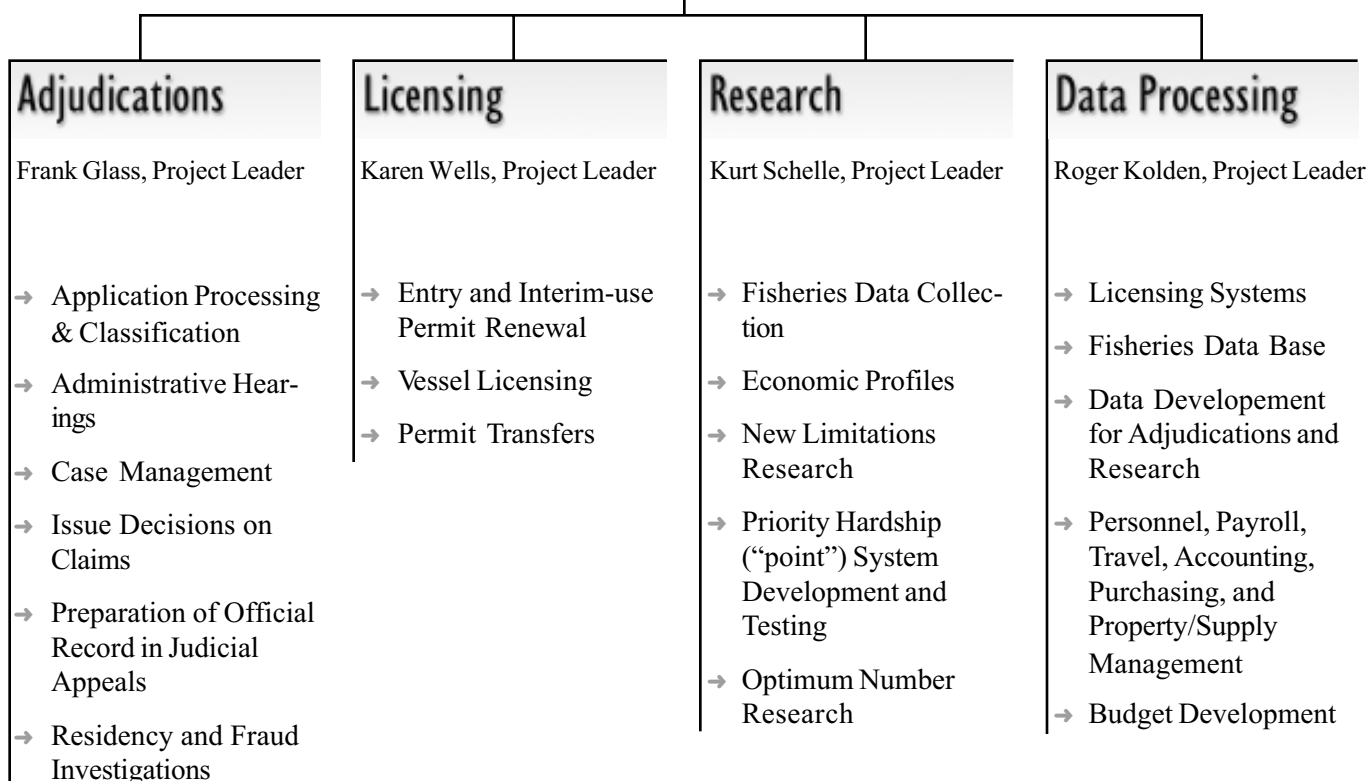 Adjudications
Frank Glass, Project Leader
→ Application Processing
& Classification
→ Administrative Hear-
ings
→ Case Management
→ Issue Decisions on
Claims
→ Preparation of Official
Record in Judicial
Appeals
→ Residency and Fraud
Investigations
Licensing
Karen Wells, Project Leader
→ Entry and Interim-use
Permit Renewal
→ Vessel Licensing
→ Permit Transfers
Research
Kurt Schelle, Project Leader
→ Fisheries Data Collec-
tion
→ Economic Profiles
→ New Limitations
Research
→ Priority Hardship
(“point”) System
Development and
Testing
→ Optimum Number
Research
Data Processing
Roger Kolden, Project Leader
→ Licensing Systems
→ Fisheries Data Base
→ Data Developement
for Adjudications and
Research
→ Personnel, Payroll,
Travel, Accounting,
Purchasing, and
Property/Supply
Management
→ Budget Development